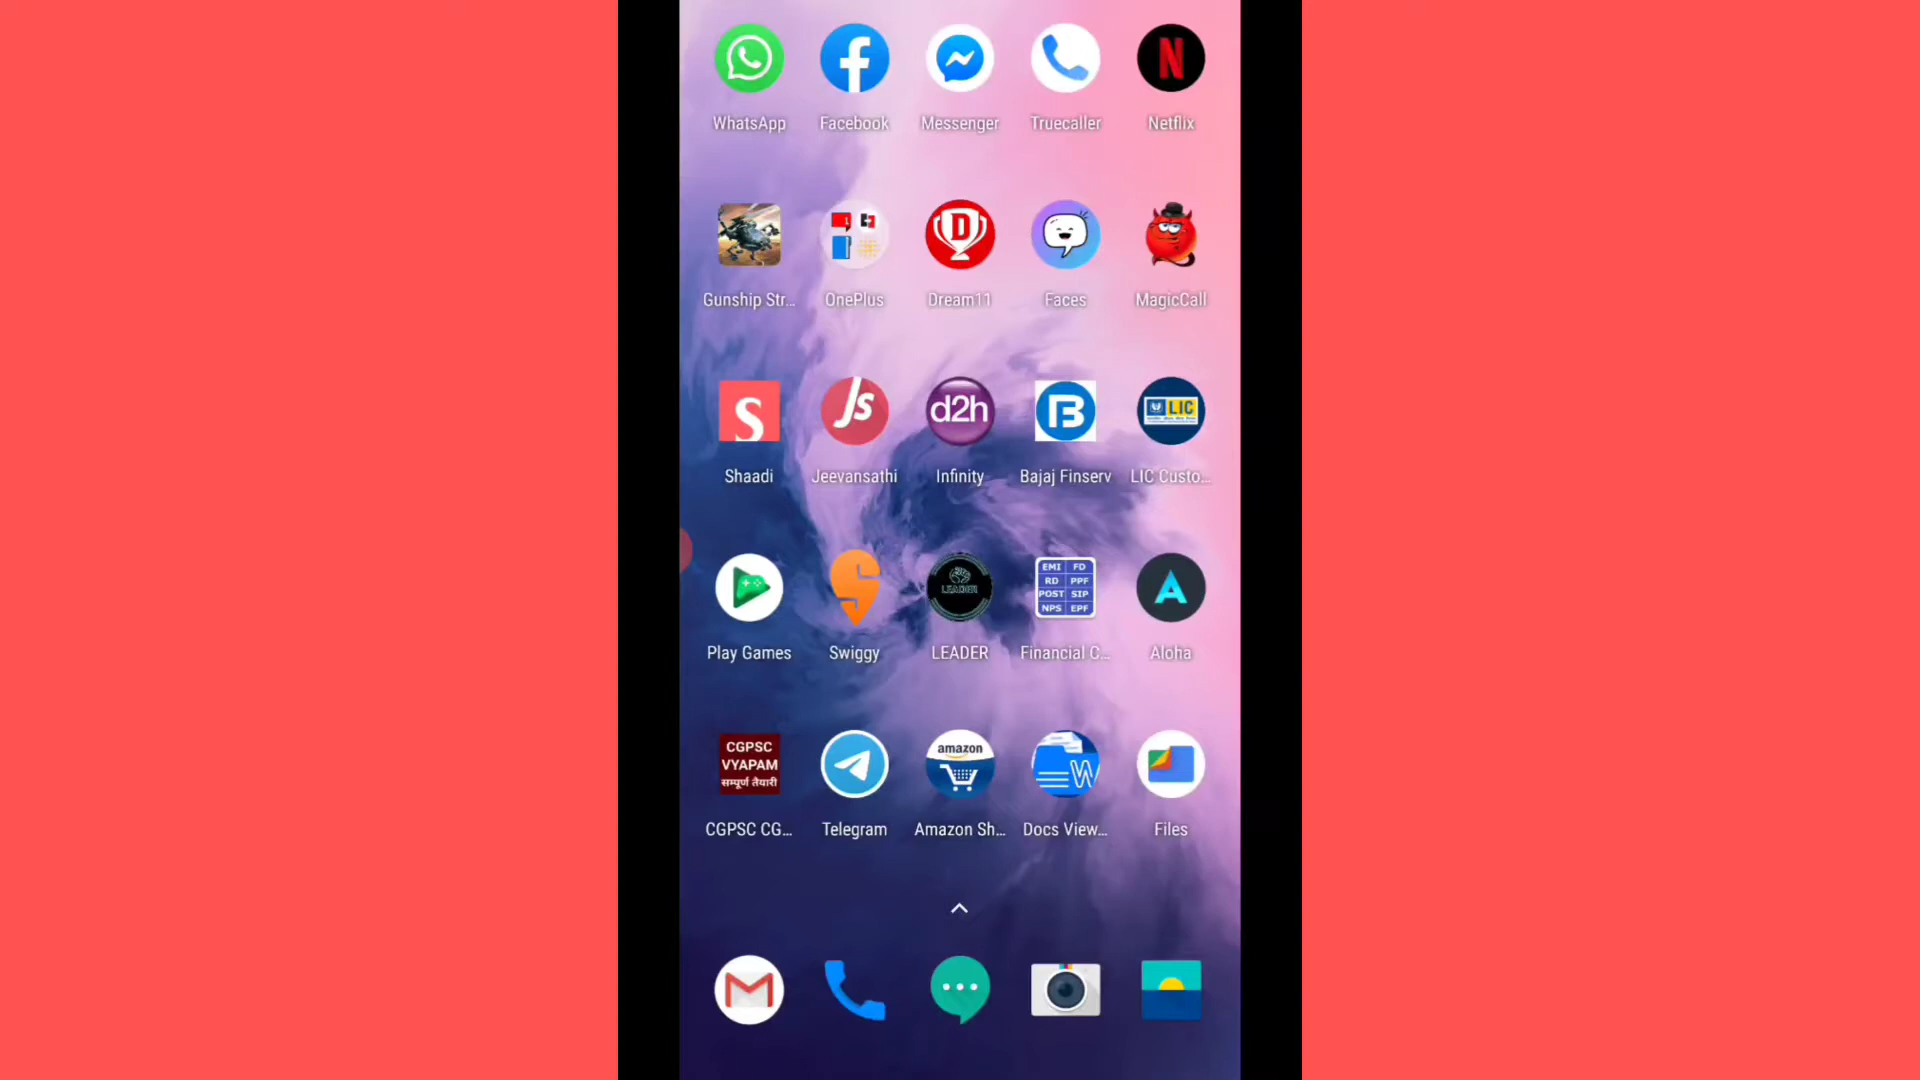 WhatsApp Facebook Messenger Truecaller Netflix
D
Gunship Str... OnePlus Dream11 Faces MagicCall
S Js d2h B LIC
Shaadi Jeevansathi Infinity Bajaj Finserv LIC Custo...
EMI FD
RD PPF
POST SIP
NPS EPF
LEADER
A
Play Games Swiggy LEADER Financial C... Aloha
CGPSC
VYAPAM
सम्पूर्ण तैयारी
amazon
W
CGPSC CG... Telegram Amazon Sh... Docs View... Files